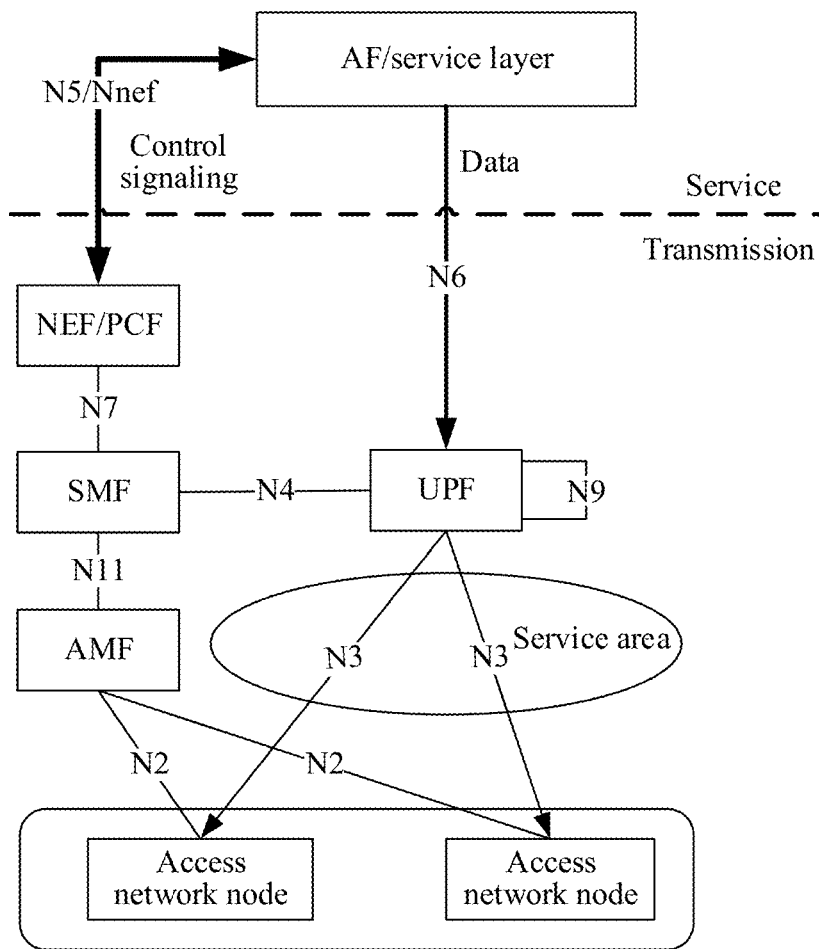 AF/service layer
N5/Nnef
Control
signaling
Data
Service
Transmission
N6
NEF/PCF
N7
SMF
N4
UPF
N9
N11
AMF
N3
N3
Service area
N2
N2
Access
network node
Access
network node